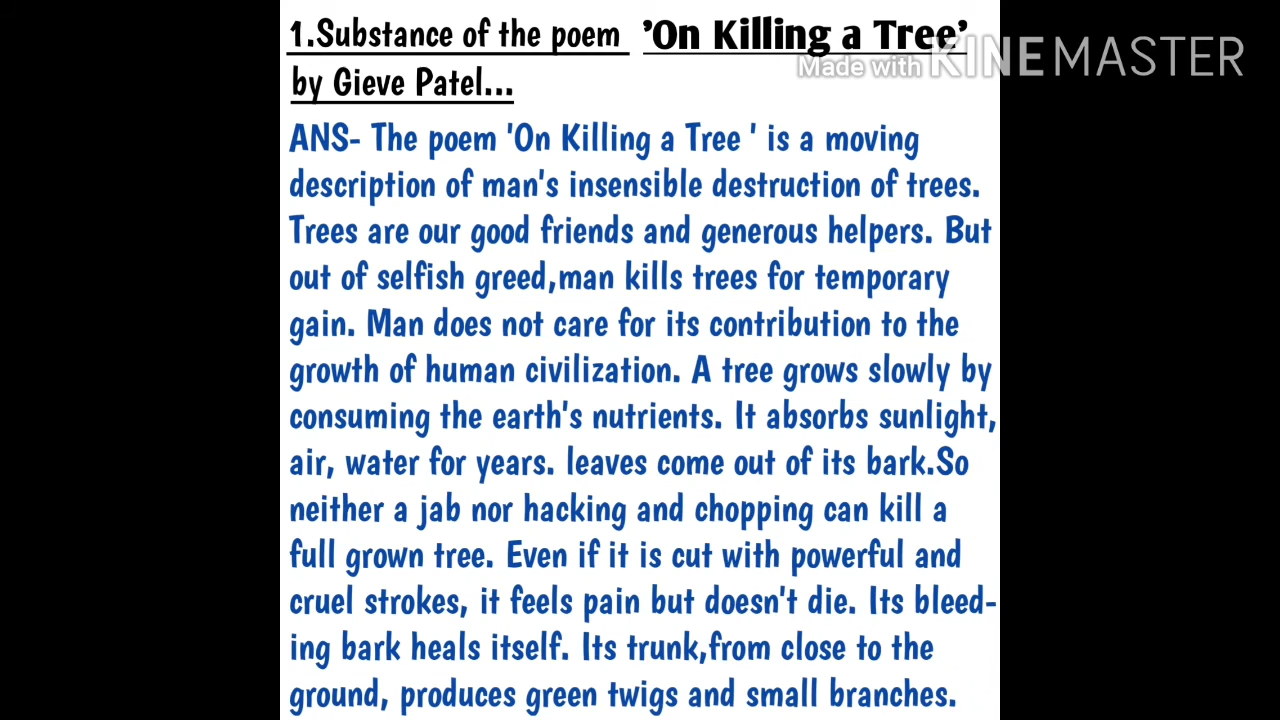 1.Substance of the poem 'On Killing a Tree'
Made with KINEMASTER
by Gieve Patel...
ANS- The poem 'On Killing a Tree ' is a moving
description of man's insensible destruction of trees.
Trees are our good friends and generous helpers. But
out of selfish greed,man kills trees for temporary
gain. Man does not care for its contribution to the
growth of human civilization. A tree grows slowly by
consuming the earth's nutrients. It absorbs sunlight,
air, water for years. leaves come out of its bark.So
neither a jab nor hacking and chopping can kill a
full grown tree. Even if it is cut with powerful and
cruel strokes, it feels pain but doesn't die. Its bleed-
ing bark heals itself. Its trunk,from close to the
ground, produces green twigs and small branches.